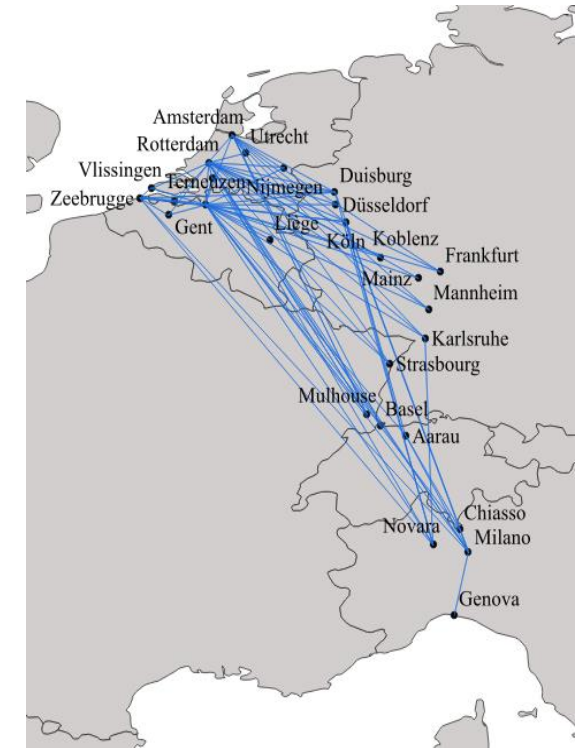 Amsterdam
Utrecht
Rotterdam
Vlissingen
Terneuzen
Nijmegen
Duisburg
Zeebrugge
Düsseldorf
Gent
Liège
Köln
Koblenz
Frankfurt
Mainz
Mannheim
Karlsruhe
Strasbourg
Mulhouse
Basel
Aarau
Chiasso
Novara
Milano
Genova